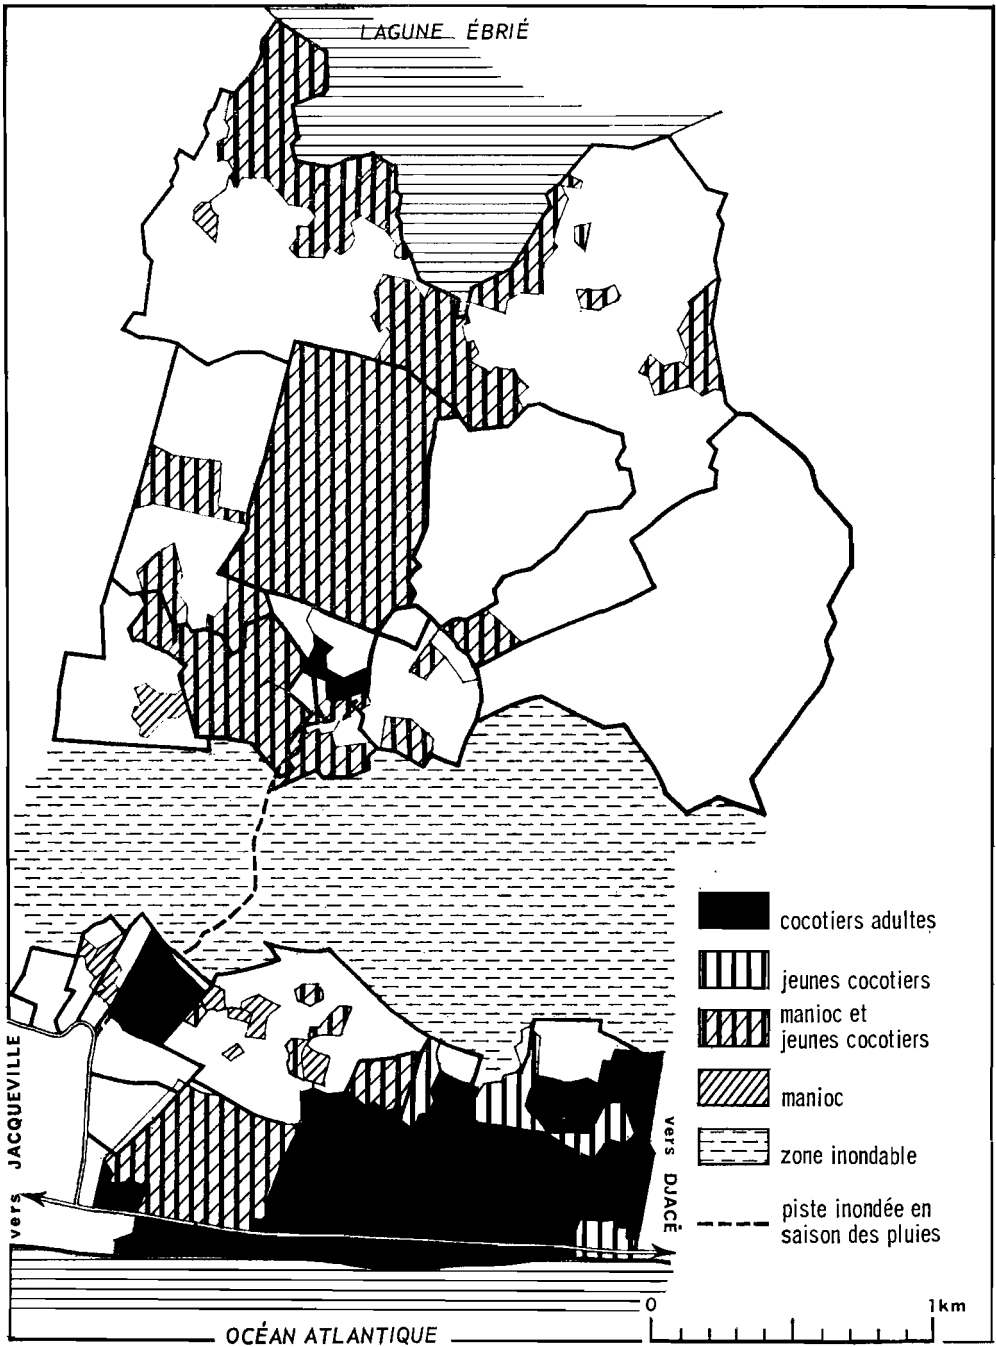 LAGUNE ÉBRIÉ
cocotiers adultes
jeunes cocotiers
manioc et
jeunes cocotiers
manioc
zone inondable
piste inondée en
saison des pluies
vers JACQUEVILLE
vers DJACÉ
0 1km
OCÉAN ATLANTIQUE